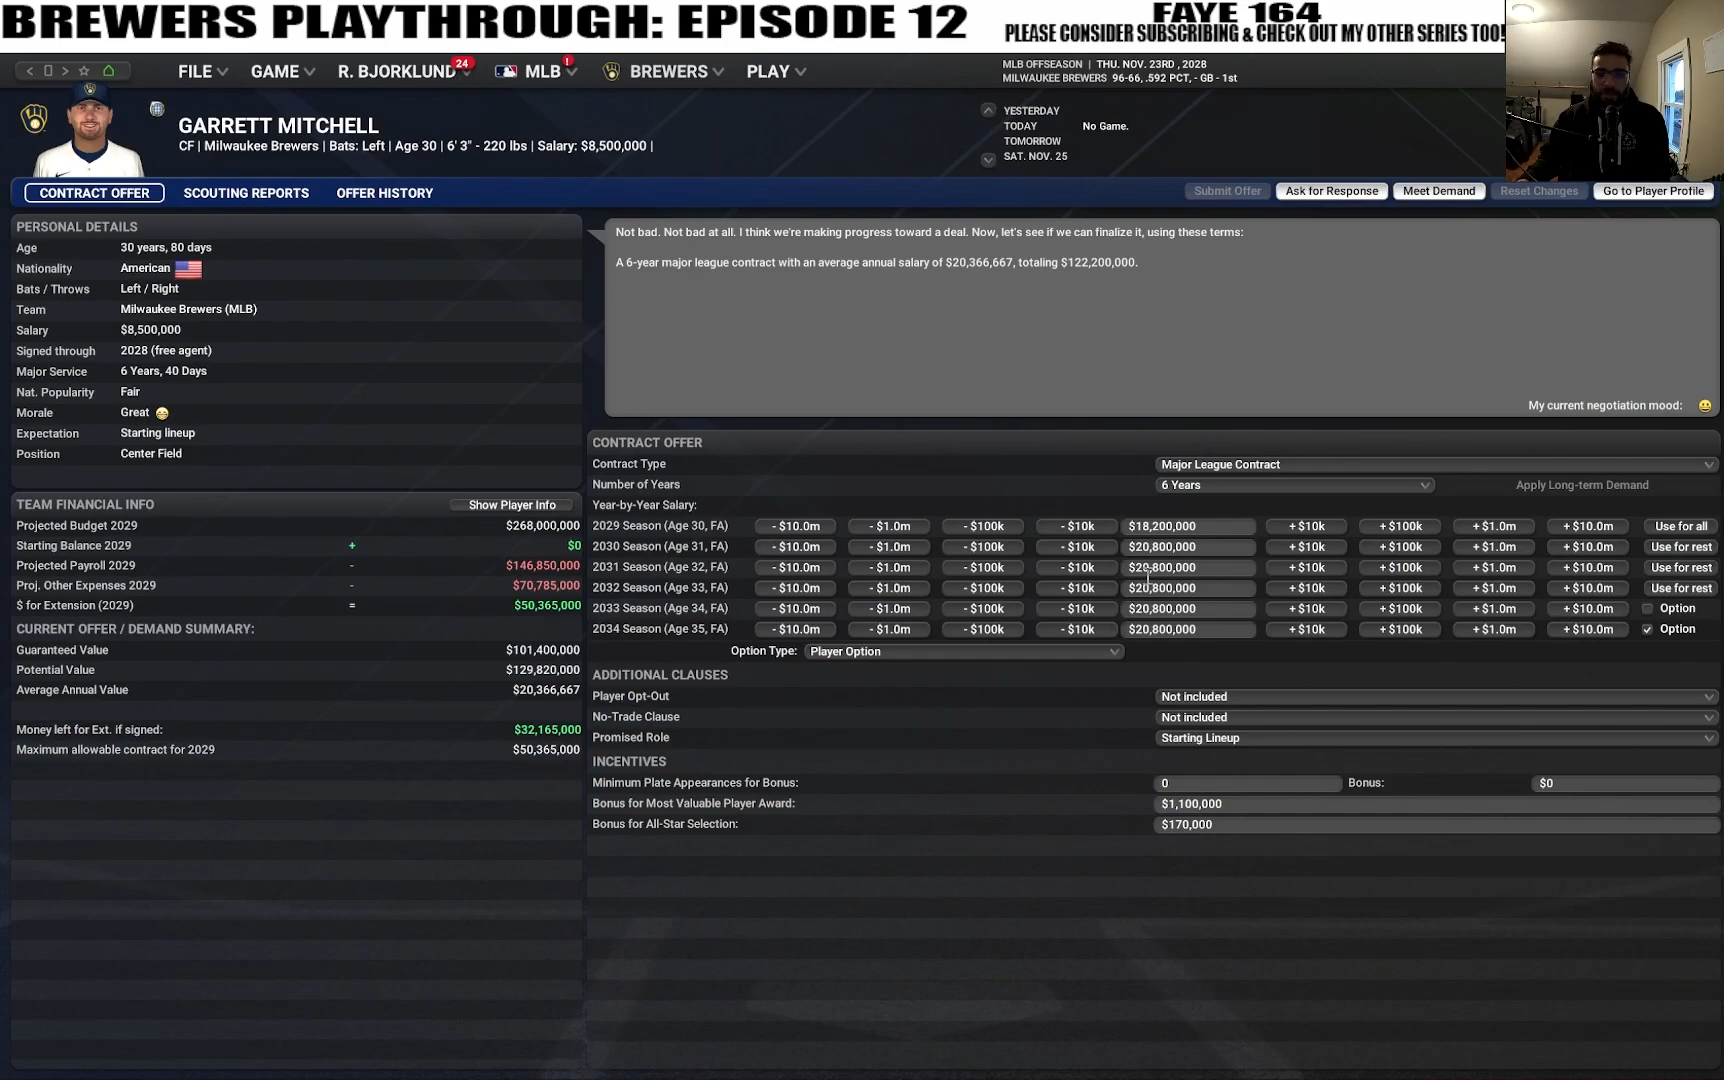 BREWERS PLAYTHROUGH: EPISODE 12
FAYE 164
PLEASE CONSIDER SUBSCRIBING & CHECK OUT MY OTHER SERIES TOO!
FILE GAME R. BJORKLUND 24 MLB ! BREWERS PLAY
MLB OFFSEASON | THU. NOV. 23RD , 2028
MILWAUKEE BREWERS 96-66, .592 PCT, - GB - 1st
GARRETT MITCHELL
CF | Milwaukee Brewers | Bats: Left | Age 30 | 6' 3" - 220 lbs | Salary: $8,500,000 |
YESTERDAY
TODAY No Game.
TOMORROW
SAT. NOV. 25
CONTRACT OFFER SCOUTING REPORTS OFFER HISTORY Submit Offer Ask for Response Meet Demand Reset Changes Go to Player Profile
PERSONAL DETAILS
Age 30 years, 80 days
Nationality American
Bats / Throws Left / Right
Team Milwaukee Brewers (MLB)
Salary $8,500,000
Signed through 2028 (free agent)
Major Service 6 Years, 40 Days
Nat. Popularity Fair
Morale Great
Expectation Starting lineup
Position Center Field
Not bad. Not bad at all. I think we're making progress toward a deal. Now, let's see if we can finalize it, using these terms:
A 6-year major league contract with an average annual salary of $20,366,667, totaling $122,200,000.
My current negotiation mood:
TEAM FINANCIAL INFO Show Player Info
Projected Budget 2029 $268,000,000
Starting Balance 2029 + $0
Projected Payroll 2029 - $146,850,000
Proj. Other Expenses 2029 - $70,785,000
$ for Extension (2029) = $50,365,000
CURRENT OFFER / DEMAND SUMMARY:
Guaranteed Value $101,400,000
Potential Value $129,820,000
Average Annual Value $20,366,667
Money left for Ext. if signed: $32,165,000
Maximum allowable contract for 2029 $50,365,000
CONTRACT OFFER
Contract Type Major League Contract
Number of Years 6 Years Apply Long-term Demand
Year-by-Year Salary:
2029 Season (Age 30, FA) - $10.0m - $1.0m - $100k - $10k $18,200,000 + $10k + $100k + $1.0m + $10.0m Use for all
2030 Season (Age 31, FA) - $10.0m - $1.0m - $100k - $10k $20,800,000 + $10k + $100k + $1.0m + $10.0m Use for rest
2031 Season (Age 32, FA) - $10.0m - $1.0m - $100k - $10k $20,800,000 + $10k + $100k + $1.0m + $10.0m Use for rest
2032 Season (Age 33, FA) - $10.0m - $1.0m - $100k - $10k $20,800,000 + $10k + $100k + $1.0m + $10.0m Use for rest
2033 Season (Age 34, FA) - $10.0m - $1.0m - $100k - $10k $20,800,000 + $10k + $100k + $1.0m + $10.0m Option
2034 Season (Age 35, FA) - $10.0m - $1.0m - $100k - $10k $20,800,000 + $10k + $100k + $1.0m + $10.0m Option
Option Type: Player Option
ADDITIONAL CLAUSES
Player Opt-Out Not included
No-Trade Clause Not included
Promised Role Starting Lineup
INCENTIVES
Minimum Plate Appearances for Bonus: 0 Bonus: $0
Bonus for Most Valuable Player Award: $1,100,000
Bonus for All-Star Selection: $170,000